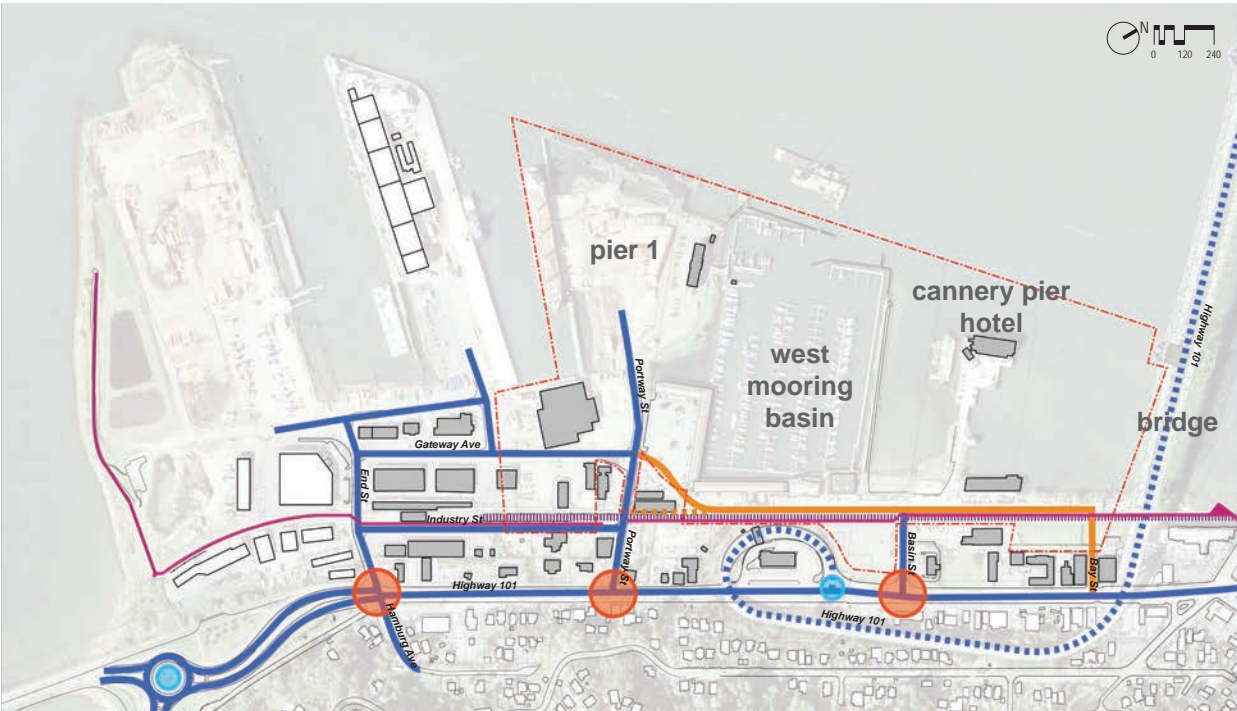 N
0 120 240
pier 1
cannery pier
hotel
west
mooring
basin
bridge
Highway 101
Portway St
Gateway Ave
End St
Industry St
Portway St
Basin St
Bay St
Highway 101
Highway 101
Hamburg Ave